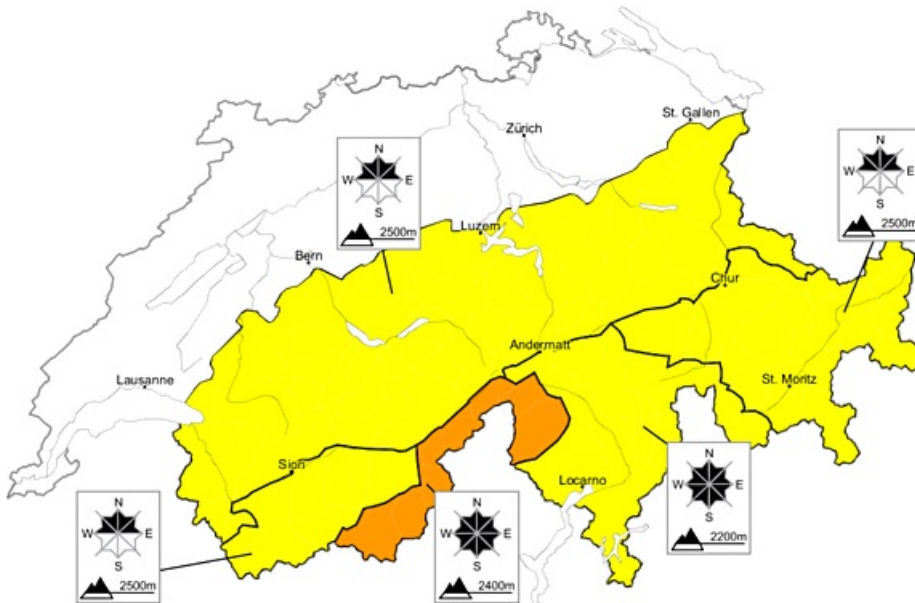 St. Gallen
Zürich
N
W E
S
2500m
N
W E
S
2500m
Luzern
Bern
Chur
Andermatt
Lausanne
St. Moritz
Sion
Locarno
N
W E
S
2200m
N
W E
S
2500m
N
W E
S
2400m